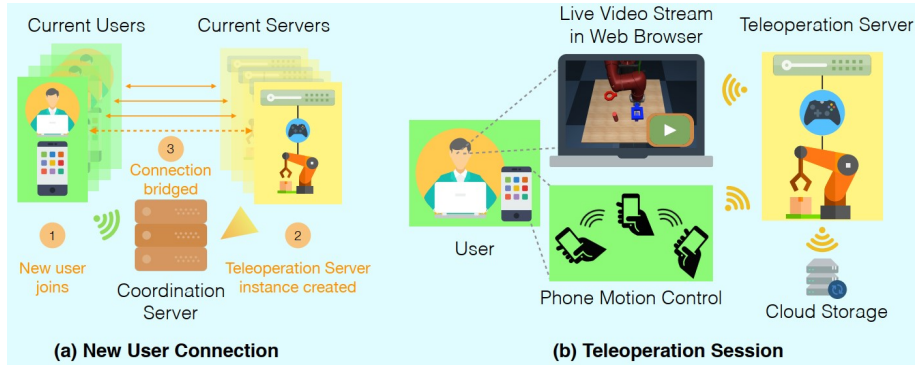 Current Users
Current Servers
3
Connection
bridged
1
New user
joins
2
Teleoperation Server
instance created
Coordination
Server
(a) New User Connection
Live Video Stream
in Web Browser
Teleoperation Server
User
Phone Motion Control
Cloud Storage
(b) Teleoperation Session